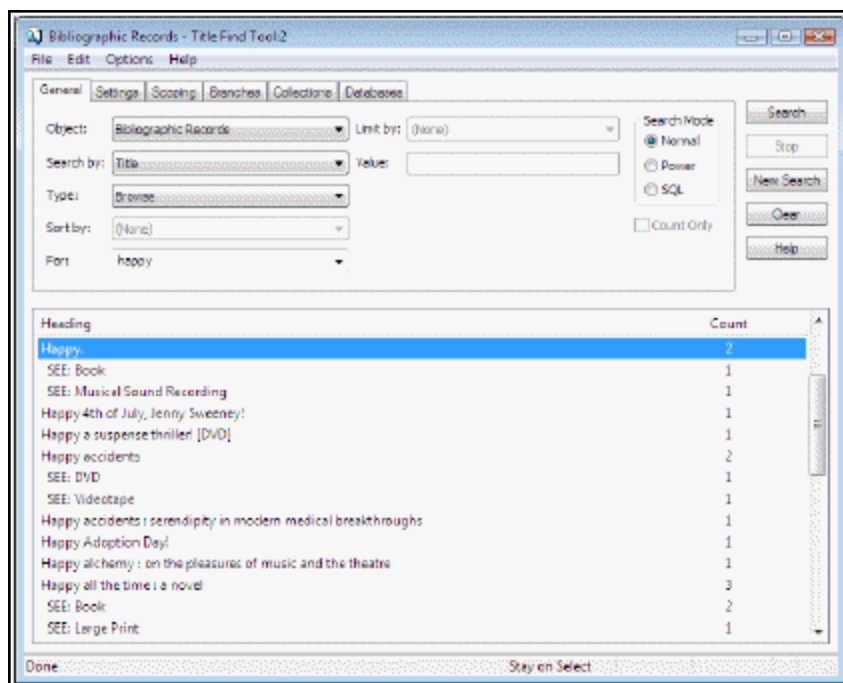 Bibliographic Records - Title Find Tool:2
File Edit Options Help
General Settings Scoping Branches Collections Databases
Object: Bibliographic Records Limit by: (None) Search Mode Search
Normal Stop
Search by: Title Value: Power
Type: Browse SQL New Search
Sort by: (None) Count Only Clear
For: happy Help
Heading Count
Happy. 2
SEE: Book 1
SEE: Musical Sound Recording 1
Happy 4th of July, Jenny Sweeney! 1
Happy a suspense thriller! [DVD] 1
Happy accidents 2
SEE: DVD 1
SEE: Videotape 1
Happy accidents : serendipity in modern medical breakthroughs 1
Happy Adoption Day! 1
Happy alchemy : on the pleasures of music and the theatre 1
Happy all the time : a novel 3
SEE: Book 2
SEE: Large Print 1
Done Stay on Select